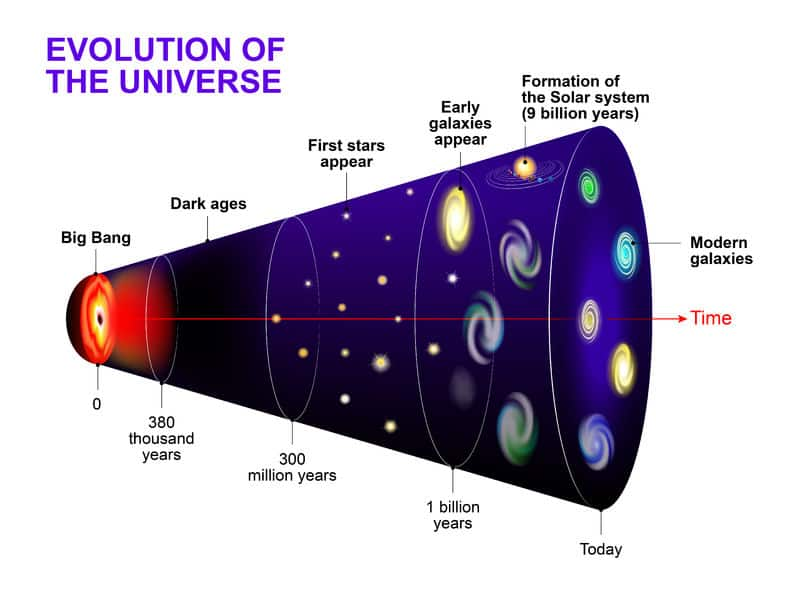 EVOLUTION OF
THE UNIVERSE
Formation of
the Solar system
(9 billion years)
Early
galaxies
appear
First stars
appear
Dark ages
Big Bang
Modern
galaxies
Time
0
380
thousand
years
300
million years
1 billion
years
Today